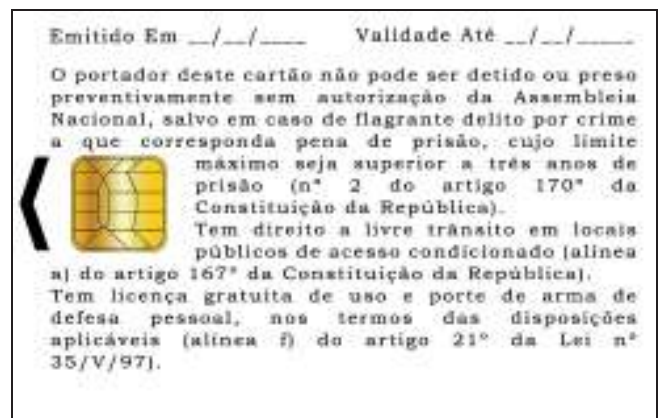 Emitido Em __/__/____ Validade Até __/__/_____
O portador deste cartão não pode ser detido ou preso
preventivamente sem autorização da Assembleia
Nacional, salvo em caso de flagrante delito por crime
a que corresponda pena de prisão, cujo limite
máximo seja superior a três anos de
prisão (nº 2 do artigo 170º da
Constituição da República).
Tem direito a livre trânsito em locais
públicos de acesso condicionado (alínea
a) do artigo 167º da Constituição da República).
Tem licença gratuita de uso e porte de arma de
defesa pessoal, nos termos das disposições
aplicáveis (alínea f) do artigo 21º da Lei nº
35/V/97).